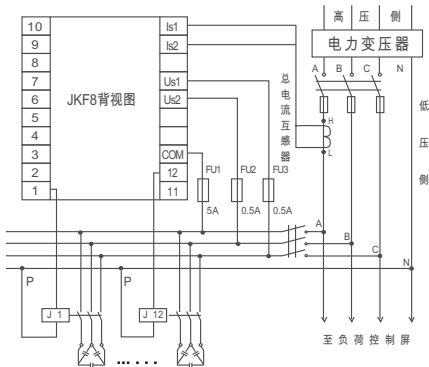 高 压 侧
电力变压器
A B C N
10 Is1
9 Is2
8
7 Us1
6 Us2
5
4
3 COM
2 12
1 11
JKF8背视图
总电流互感器
H
L
低压侧
FU1 FU2 FU3
5A 0.5A 0.5A
A
B
C
N
P P
J 1 J 12
至 负 荷 控 制 屏